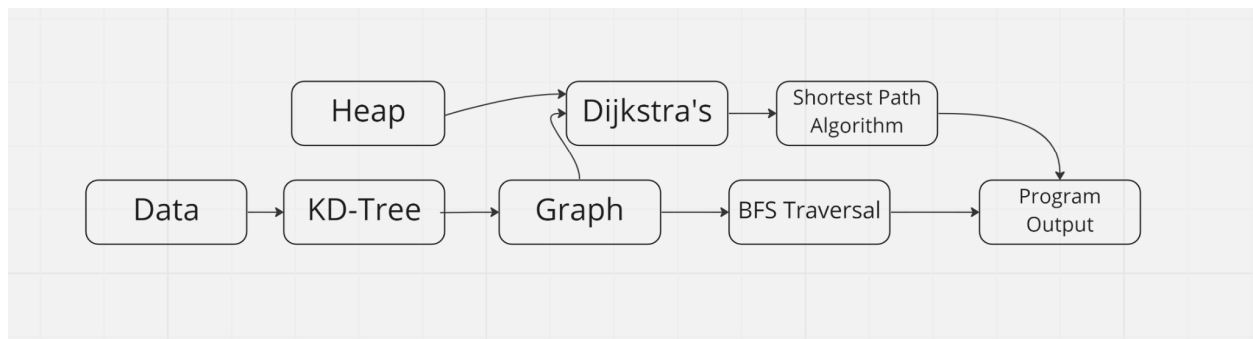 Heap
Dijkstra's
Shortest Path
Algorithm
Data
KD-Tree
Graph
BFS Traversal
Program
Output